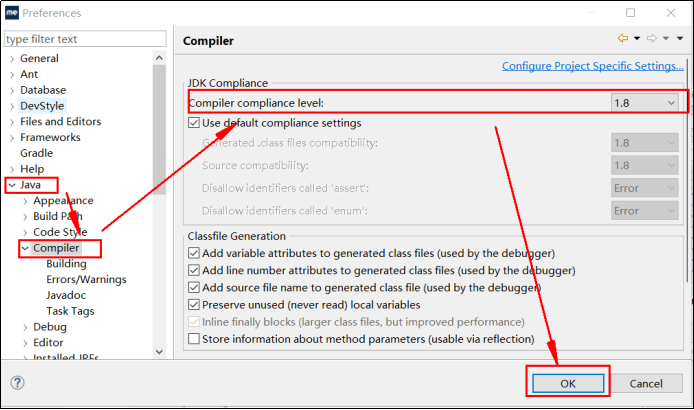 me Preferences
type filter text
General
Ant
Database
DevStyle
Files and Editors
Frameworks
Gradle
Help
Java
Appearance
Build Path
Code Style
Compiler
Building
Errors/Warnings
Javadoc
Task Tags
Debug
Editor
Installed JREs
Compiler
Configure Project Specific Settings...
JDK Compliance
Compiler compliance level: 1.8
Use default compliance settings
Generated .class files compatibility: 1.8
Source compatibility: 1.8
Disallow identifiers called 'assert': Error
Disallow identifiers called 'enum': Error
Classfile Generation
Add variable attributes to generated class files (used by the debugger)
Add line number attributes to generated class files (used by the debugger)
Add source file name to generated class file (used by the debugger)
Preserve unused (never read) local variables
Inline finally blocks (larger class files, but improved performance)
Store information about method parameters (usable via reflection)
? OK Cancel